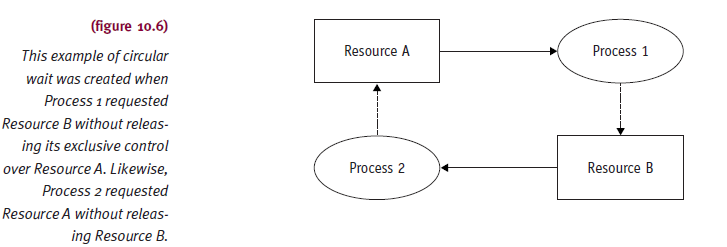 (figure 10.6)
This example of circular
wait was created when
Process 1 requested
Resource B without releas-
ing its exclusive control
over Resource A. Likewise,
Process 2 requested
Resource A without releas-
ing Resource B.
Resource A
Process 1
Process 2
Resource B